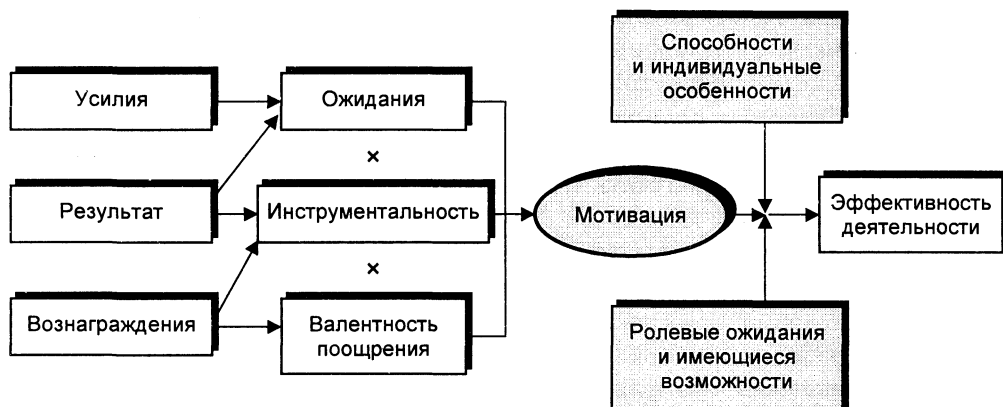 Способности
и индивидуальные
особенности
Усилия
Ожидания
×
Результат
Инструментальность
Мотивация
Эффективность
деятельности
×
Вознаграждения
Валентность
поощрения
Ролевые ожидания
и имеющиеся
возможности